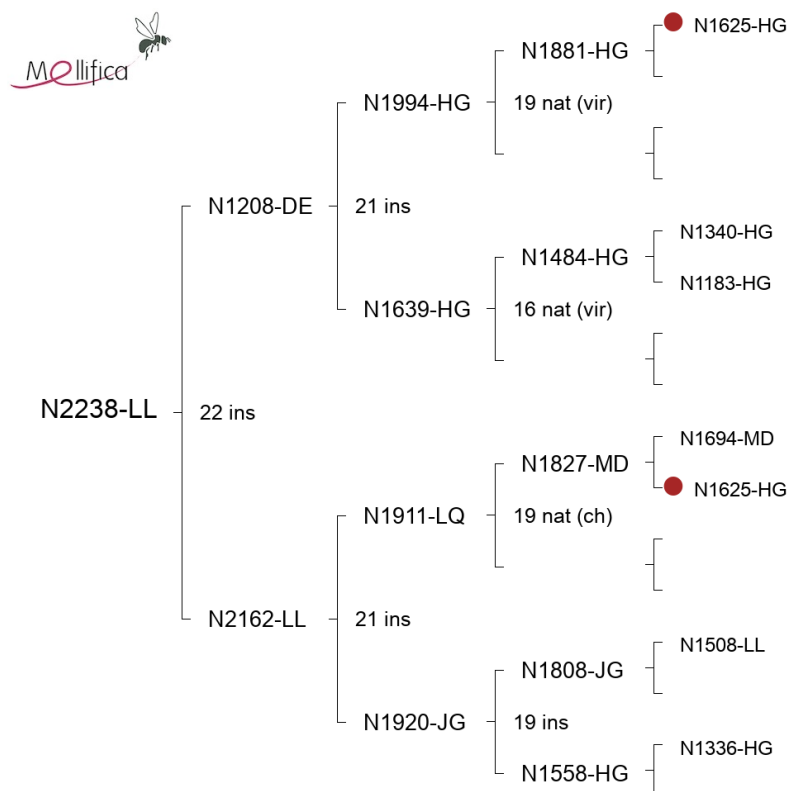 Mellifica
N1625-HG
N1881-HG
N1994-HG
19 nat (vir)
N1208-DE
21 ins
N1340-HG
N1484-HG
N1183-HG
N1639-HG
16 nat (vir)
N2238-LL
22 ins
N1694-MD
N1827-MD
N1625-HG
N1911-LQ
19 nat (ch)
N2162-LL
21 ins
N1508-LL
N1808-JG
N1920-JG
19 ins
N1336-HG
N1558-HG